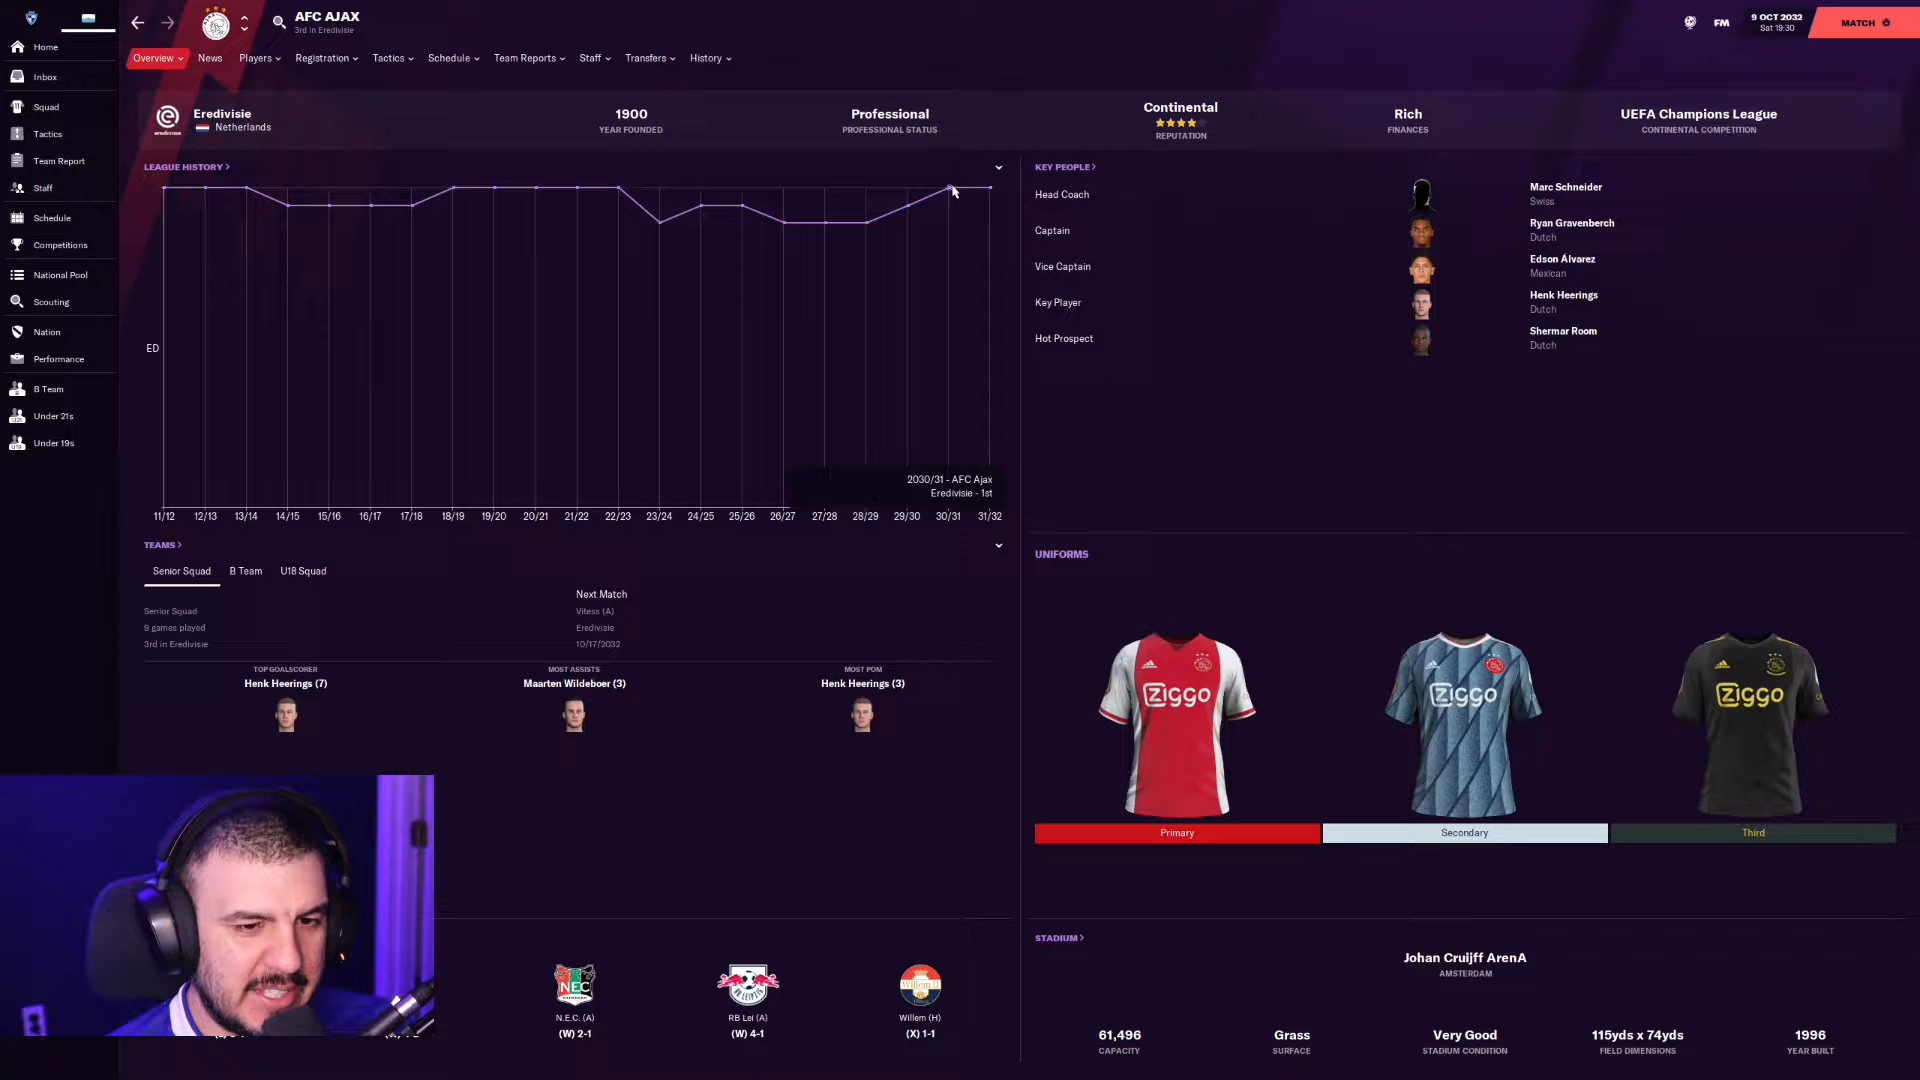 AFC AJAX
3rd in Eredivisie
FM
9 OCT 2032
Sat 19:30
MATCH
Home
Inbox
Squad
Tactics
Team Report
Staff
Schedule
Competitions
National Pool
Scouting
Nation
Performance
B Team
Under 21s
Under 19s
Overview
News
Players
Registration
Tactics
Schedule
Team Reports
Staff
Transfers
History
Eredivisie
Netherlands
1900
YEAR FOUNDED
Professional
PROFESSIONAL STATUS
Continental
REPUTATION
Rich
FINANCES
UEFA Champions League
CONTINENTAL COMPETITION
LEAGUE HISTORY >
ED
2030/31 - AFC Ajax
Eredivisie - 1st
11/12 12/13 13/14 14/15 15/16 16/17 17/18 18/19 19/20 20/21 21/22 22/23 23/24 24/25 25/26 26/27 27/28 28/29 29/30 30/31 31/32
KEY PEOPLE >
Head Coach
Marc Schneider
Swiss
Captain
Ryan Gravenberch
Dutch
Vice Captain
Edson Álvarez
Mexican
Key Player
Henk Heerings
Dutch
Hot Prospect
Shermar Room
Dutch
TEAMS >
Senior Squad
B Team
U18 Squad
Senior Squad
9 games played
3rd in Eredivisie
Next Match
Vitess (A)
Eredivisie
10/17/2032
TOP GOALSCORER
Henk Heerings (7)
MOST ASSISTS
Maarten Wildeboer (3)
MOST POM
Henk Heerings (3)
UNIFORMS
ziggo
ziggo
ziggo
Primary
Secondary
Third
NEC
N.E.C. (A)
(W) 2-1
RB LEIPZIG
RB Lei (A)
(W) 4-1
Willem II
Willem (H)
(X) 1-1
STADIUM >
Johan Cruijff ArenA
AMSTERDAM
61,496
CAPACITY
Grass
SURFACE
Very Good
STADIUM CONDITION
115yds x 74yds
FIELD DIMENSIONS
1996
YEAR BUILT